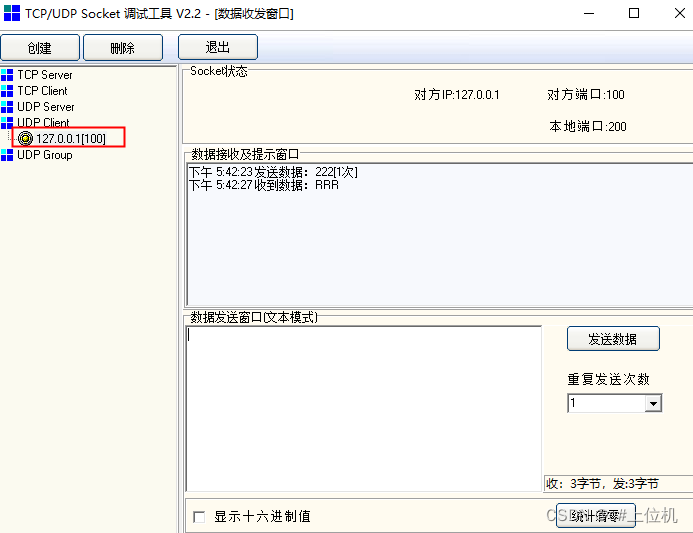 TCP/UDP Socket 调试工具 V2.2 - [数据收发窗口]
创建 删除 退出
TCP Server
TCP Client
UDP Server
UDP Client
127.0.0.1[100]
UDP Group
Socket状态
对方IP:127.0.0.1 对方端口:100
本地端口:200
数据接收及提示窗口
下午 5:42:23发送数据：222[1次]
下午 5:42:27收到数据：RRR
数据发送窗口(文本模式)
发送数据
重复发送次数
1
收：3字节，发:3字节
显示十六进制值
统计清零
#上位机